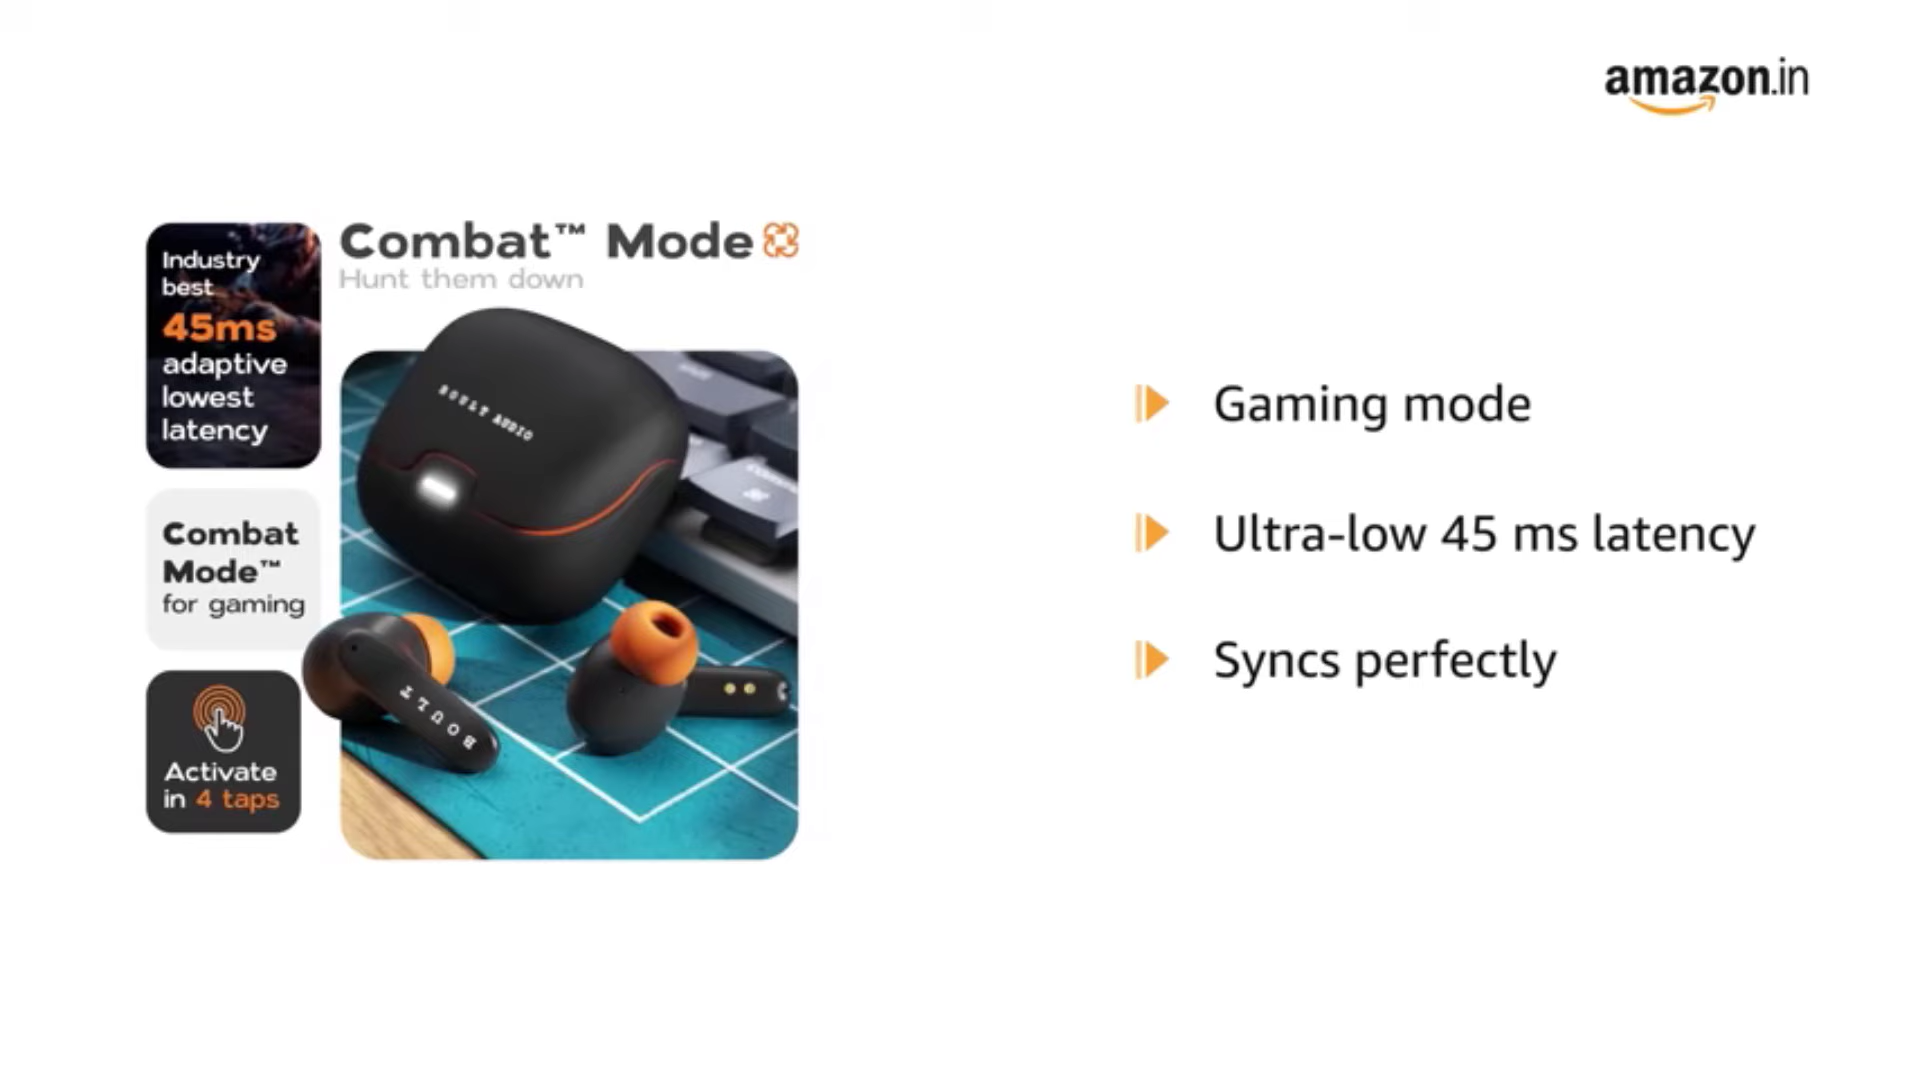 amazon.in
Combat™ Mode
Hunt them down
Industry
best
45ms
adaptive
lowest
latency
Combat
Mode™
for gaming
Activate
in 4 taps
BOULT AUDIO
BOULT
Gaming mode
Ultra-low 45 ms latency
Syncs perfectly